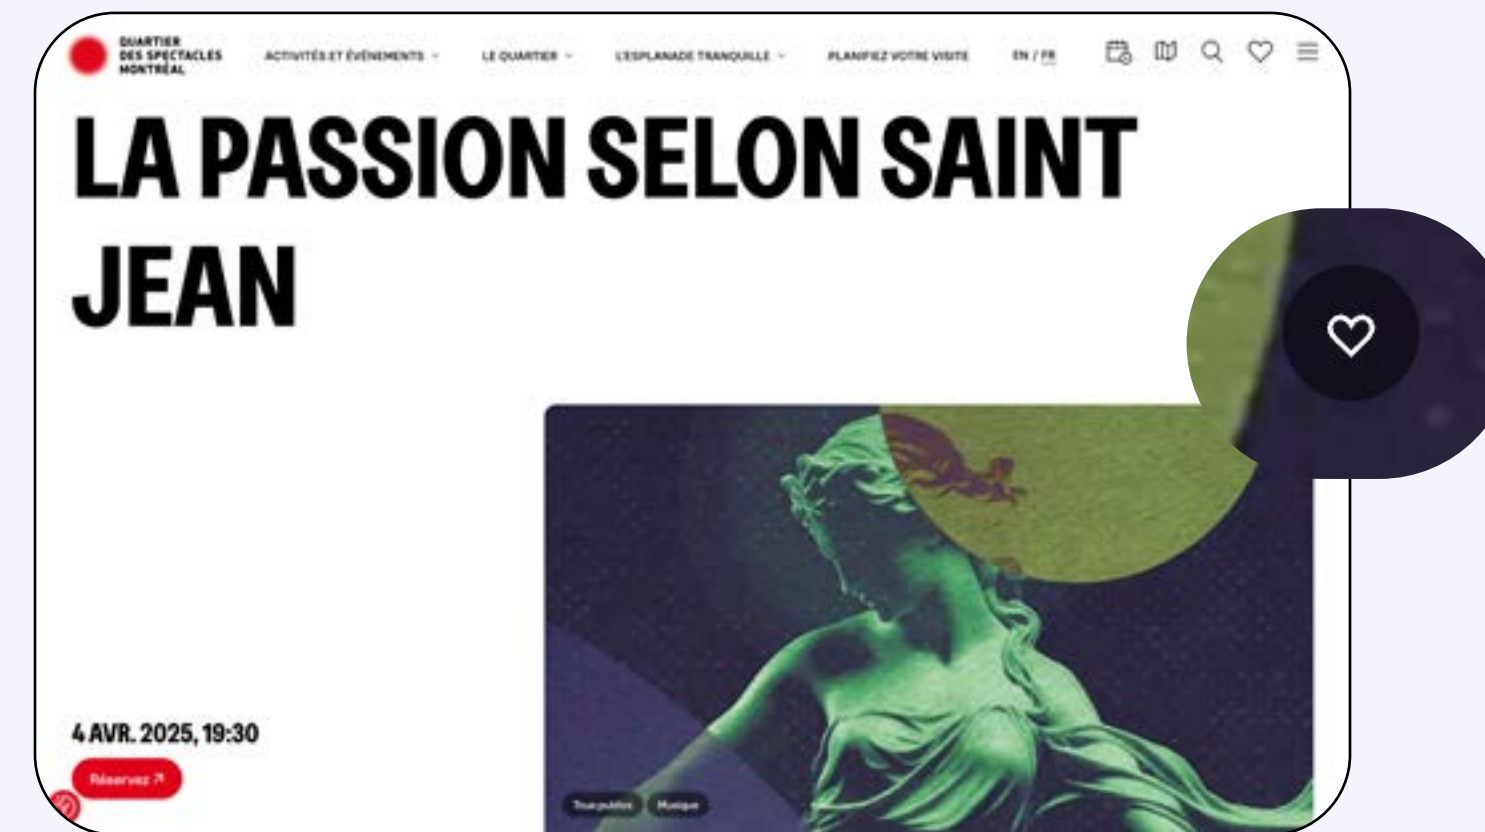 QUARTIER
DES SPECTACLES
MONTRÉAL
ACTIVITÉS ET ÉVÉNEMENTS
LE QUARTIER
L'ESPLANADE TRANQUILLE
PLANIFIEZ VOTRE VISITE
EN / FR
LA PASSION SELON SAINT
JEAN
4 AVR. 2025, 19:30
Réservez
Tous publics
Musique